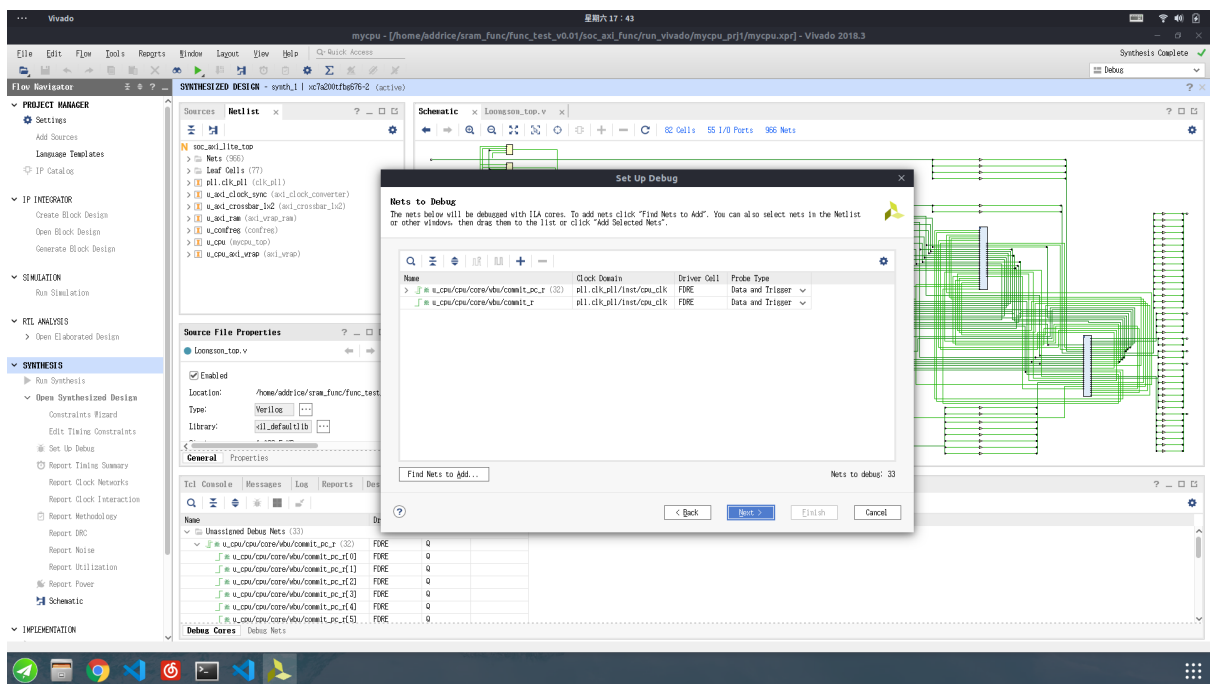 ··· Vivado 星期六 17：43
mycpu - [/home/addrice/sram_func/func_test_v0.01/soc_axi_func/run_vivado/mycpu_prj1/mycpu.xpr] - Vivado 2018.3
File Edit Flow Tools Reports Window Layout View Help Q- Quick Access Synthesis Complete
Debug
Flow Navigator
SYNTHESIZED DESIGN - synth_1 | xc7a200tfbg676-2 (active)
PROJECT MANAGER
Settings
Add Sources
Language Templates
IP Catalog
IP INTEGRATOR
Create Block Design
Open Block Design
Generate Block Design
SIMULATION
Run Simulation
RTL ANALYSIS
Open Elaborated Design
SYNTHESIS
Run Synthesis
Open Synthesized Design
Constraints Wizard
Edit Timing Constraints
Set Up Debug
Report Timing Summary
Report Clock Networks
Report Clock Interaction
Report Methodology
Report DRC
Report Noise
Report Utilization
Report Power
Schematic
IMPLEMENTATION
Sources Netlist
N soc_axi_lite_top
Nets (966)
Leaf Cells (77)
pll.clk_pll (clk_pll)
u_axi_clock_sync (axi_clock_converter)
u_axi_crossbar_1x2 (axi_crossbar_1x2)
u_axi_ram (axi_wrap_ram)
u_confreg (confreg)
u_cpu (mycpu_top)
u_cpu_axi_wrap (axi_wrap)
Source File Properties
Loongson_top.v
Enabled
Location: /home/addrice/sram_func/func_test
Type: Verilog ···
Library: xil_defaultlib ···
General Properties
Schematic Loongson_top.v
82 Cells 55 I/O Ports 966 Nets
Set Up Debug
Nets to Debug
The nets below will be debugged with ILA cores. To add nets click "Find Nets to Add". You can also select nets in the Netlist
or other windows, then drag them to the list or click "Add Selected Nets".
Name Clock Domain Driver Cell Probe Type
u_cpu/cpu/core/wbu/commit_pc_r (32) pll.clk_pll/inst/cpu_clk FDRE Data and Trigger
u_cpu/cpu/core/wbu/commit_r pll.clk_pll/inst/cpu_clk FDRE Data and Trigger
Find Nets to Add... Nets to debug: 33
? < Back Next > Finish Cancel
Tcl Console Messages Log Reports Des
Name Dr
Unassigned Debug Nets (33)
u_cpu/cpu/core/wbu/commit_pc_r (32) FDRE Q
u_cpu/cpu/core/wbu/commit_pc_r[0] FDRE Q
u_cpu/cpu/core/wbu/commit_pc_r[1] FDRE Q
u_cpu/cpu/core/wbu/commit_pc_r[2] FDRE Q
u_cpu/cpu/core/wbu/commit_pc_r[3] FDRE Q
u_cpu/cpu/core/wbu/commit_pc_r[4] FDRE Q
u_cpu/cpu/core/wbu/commit_pc_r[5] FDRE Q
Debug Cores Debug Nets